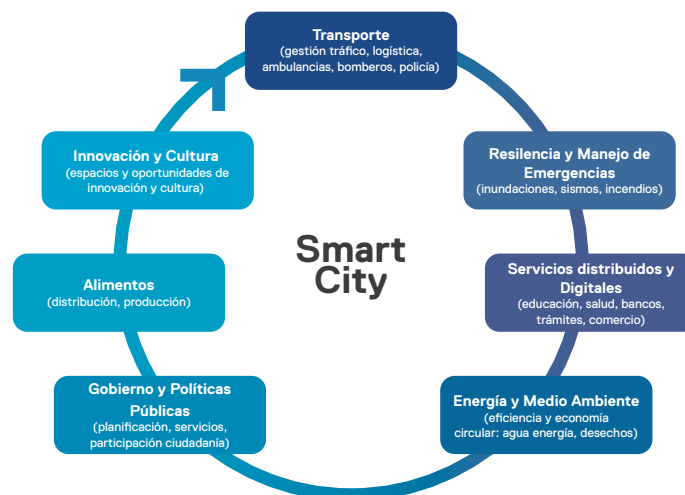 Transporte
(gestión tráfico, logística,
ambulancias, bomberos, policía)
Innovación y Cultura
(espacios y oportunidades de
innovación y cultura)
Resilencia y Manejo de
Emergencias
(inundaciones, sismos, incendios)
Smart
City
Alimentos
(distribución, producción)
Servicios distribuidos y
Digitales
(educación, salud, bancos,
trámites, comercio)
Gobierno y Políticas
Públicas
(planificación, servicios,
participación ciudadanía)
Energía y Medio Ambiente
(eficiencia y economía
circular: agua energía, desechos)